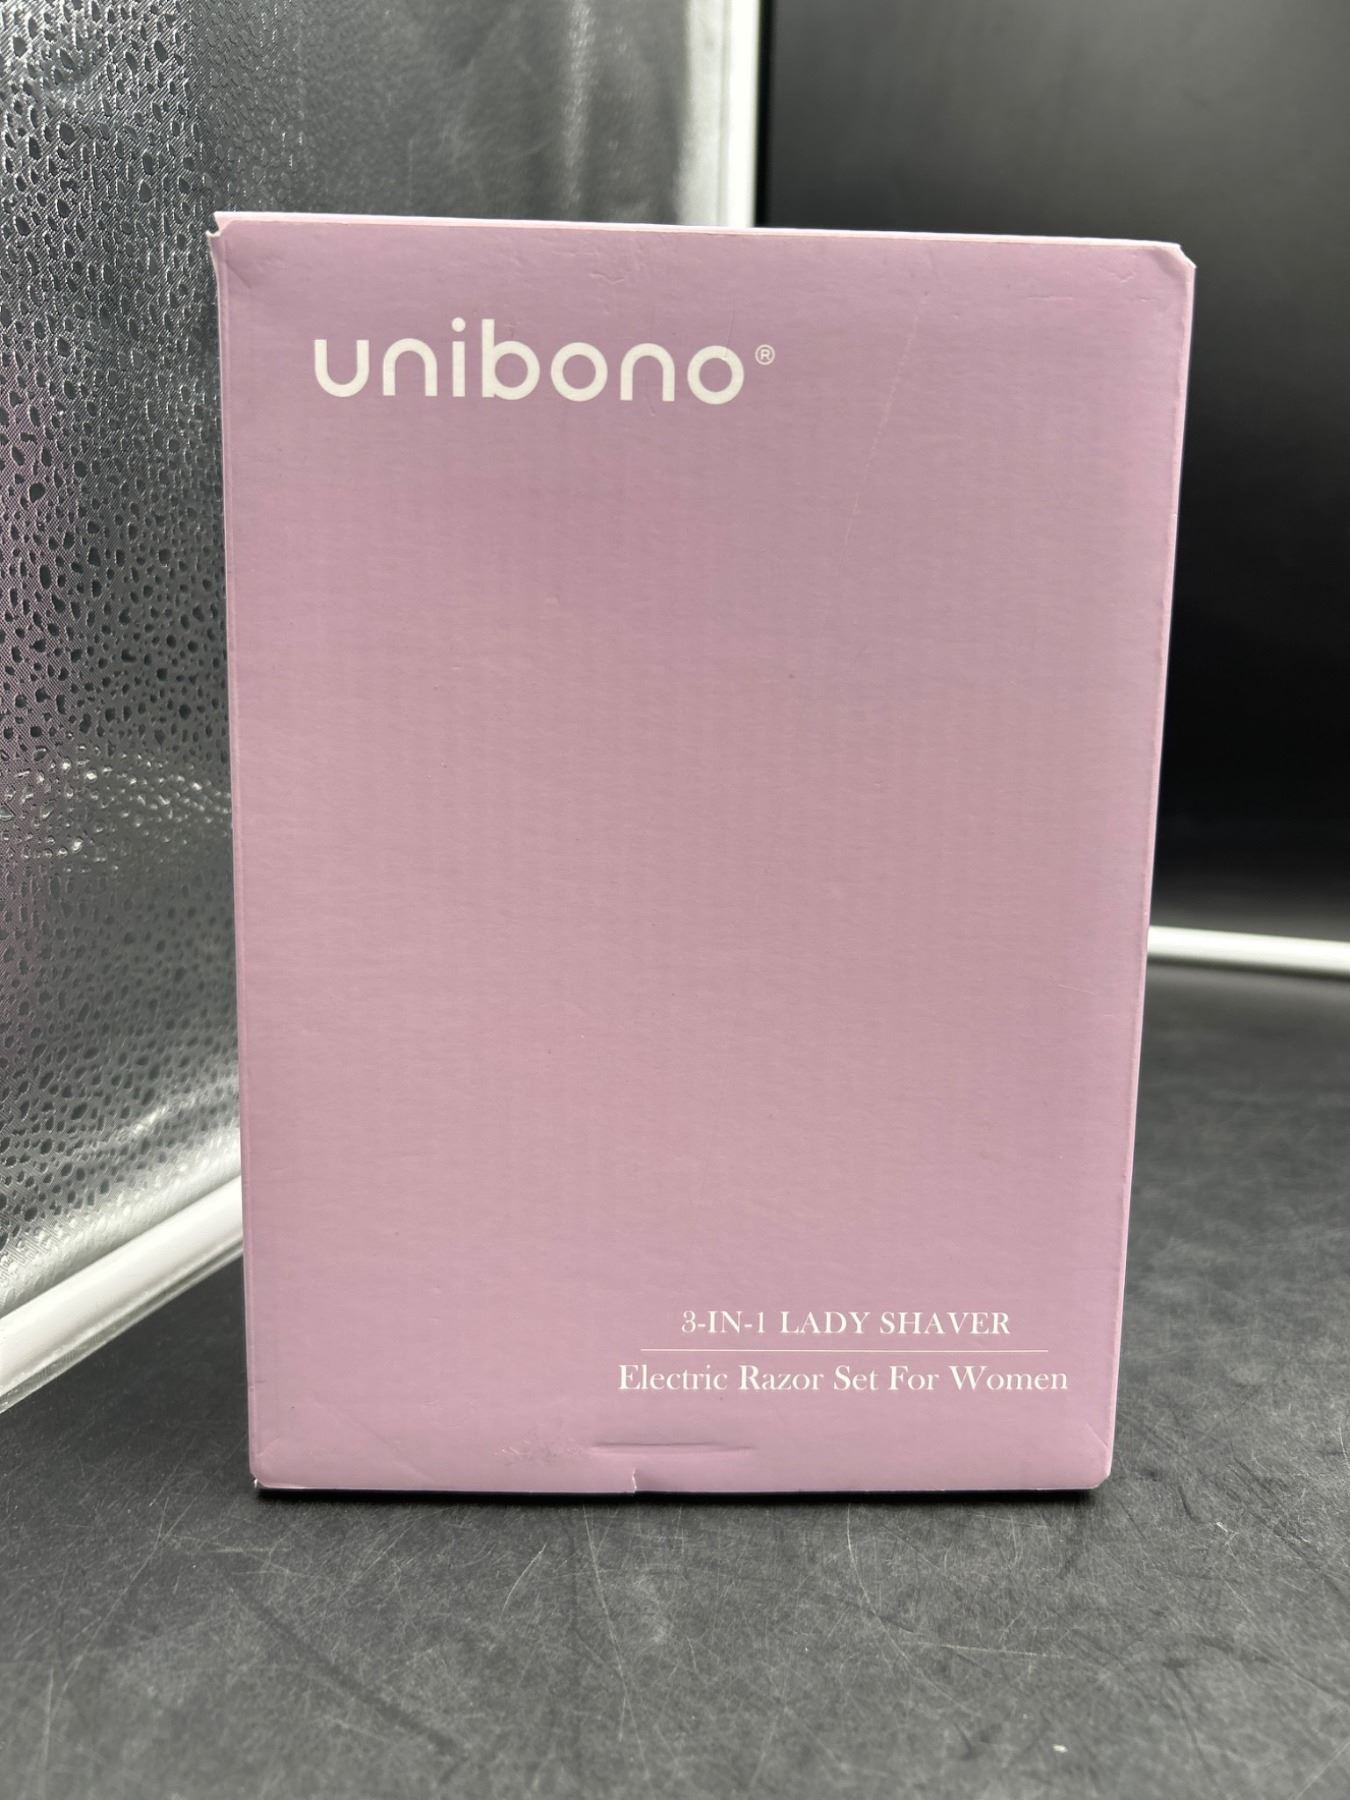 unibono®
3-IN-1 LADY SHAVER
Electric Razor Set For Women